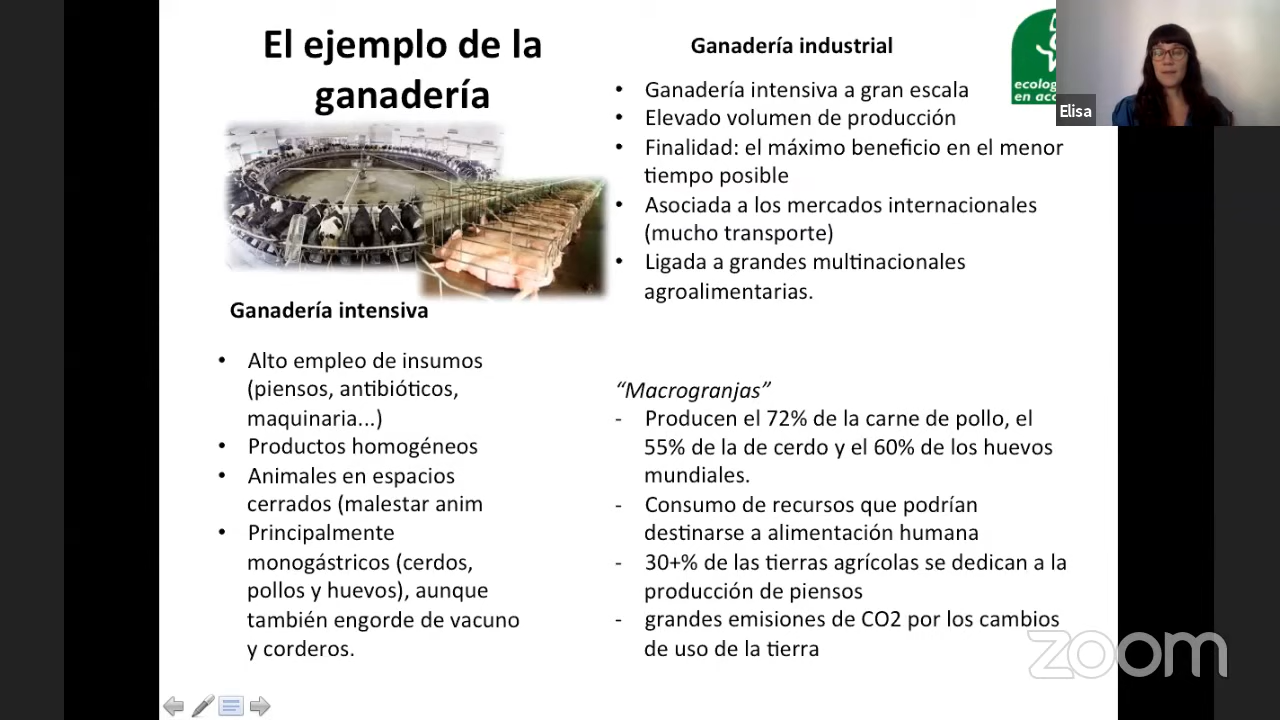 El ejemplo de la
ganadería
Ganadería intensiva
• Alto empleo de insumos
(piensos, antibióticos,
maquinaria...)
• Productos homogéneos
• Animales en espacios
cerrados (malestar anim
• Principalmente
monogástricos (cerdos,
pollos y huevos), aunque
también engorde de vacuno
y corderos.
Ganadería industrial
• Ganadería intensiva a gran escala
• Elevado volumen de producción
• Finalidad: el máximo beneficio en el menor
tiempo posible
• Asociada a los mercados internacionales
(mucho transporte)
• Ligada a grandes multinacionales
agroalimentarias.
“Macrogranjas”
- Producen el 72% de la carne de pollo, el
55% de la de cerdo y el 60% de los huevos
mundiales.
- Consumo de recursos que podrían
destinarse a alimentación humana
- 30+% de las tierras agrícolas se dedican a la
producción de piensos
- grandes emisiones de CO2 por los cambios
de uso de la tierra
ecolog
en acc
Elisa
zoom